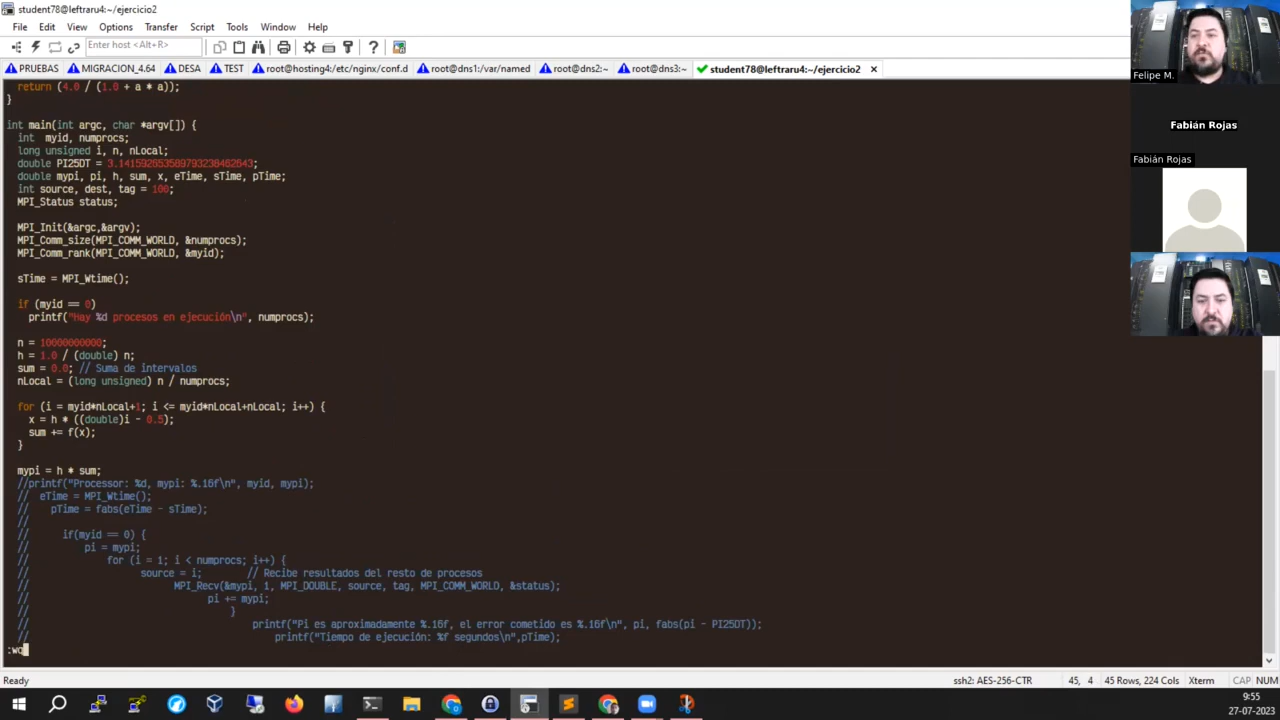 student78@leftraru4:~/ejercicio2
File Edit View Options Transfer Script Tools Window Help
Enter host <Alt+R>
PRUEBAS MIGRACION_4.64 DESA TEST root@hosting4:/etc/nginx/conf.d root@dns1:/var/named root@dns2:~ root@dns3:~ student78@leftraru4:~/ejercicio2
return (4.0 / (1.0 + a * a));
}
int main(int argc, char *argv[]) {
int myid, numprocs;
long unsigned i, n, nLocal;
double PI25DT = 3.141592653589793238462643;
double mypi, pi, h, sum, x, eTime, sTime, pTime;
int source, dest, tag = 100;
MPI_Status status;
MPI_Init(&argc,&argv);
MPI_Comm_size(MPI_COMM_WORLD, &numprocs);
MPI_Comm_rank(MPI_COMM_WORLD, &myid);
sTime = MPI_Wtime();
if (myid == 0)
printf("Hay %d procesos en ejecución\n", numprocs);
n = 10000000000;
h = 1.0 / (double) n;
sum = 0.0; // Suma de intervalos
nLocal = (long unsigned) n / numprocs;
for (i = myid*nLocal+1; i <= myid*nLocal+nLocal; i++) {
x = h * ((double)i - 0.5);
sum += f(x);
}
mypi = h * sum;
//printf("Processor: %d, mypi: %.16f\n", myid, mypi);
// eTime = MPI_Wtime();
// pTime = fabs(eTime - sTime);
//
// if(myid == 0) {
// pi = mypi;
// for (i = 1; i < numprocs; i++) {
// source = i; // Recibe resultados del resto de procesos
// MPI_Recv(&mypi, 1, MPI_DOUBLE, source, tag, MPI_COMM_WORLD, &status);
// pi += mypi;
// }
// printf("Pi es aproximadamente %.16f, el error cometido es %.16f\n", pi, fabs(pi - PI25DT));
// printf("Tiempo de ejecución: %f segundos\n",pTime);
:wq
Ready ssh2: AES-256-CTR 45, 4 45 Rows, 224 Cols Xterm CAP NUM
9:55
27-07-2023
Felipe M.
Fabián Rojas
Fabián Rojas